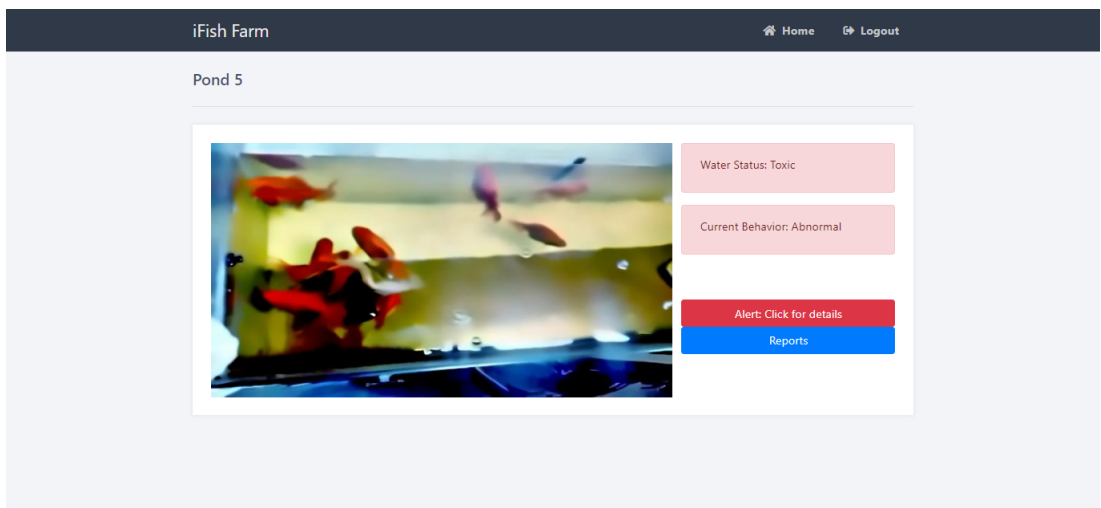 iFish Farm
Home
Logout
Pond 5
Water Status: Toxic
Current Behavior: Abnormal
Alert: Click for details
Reports